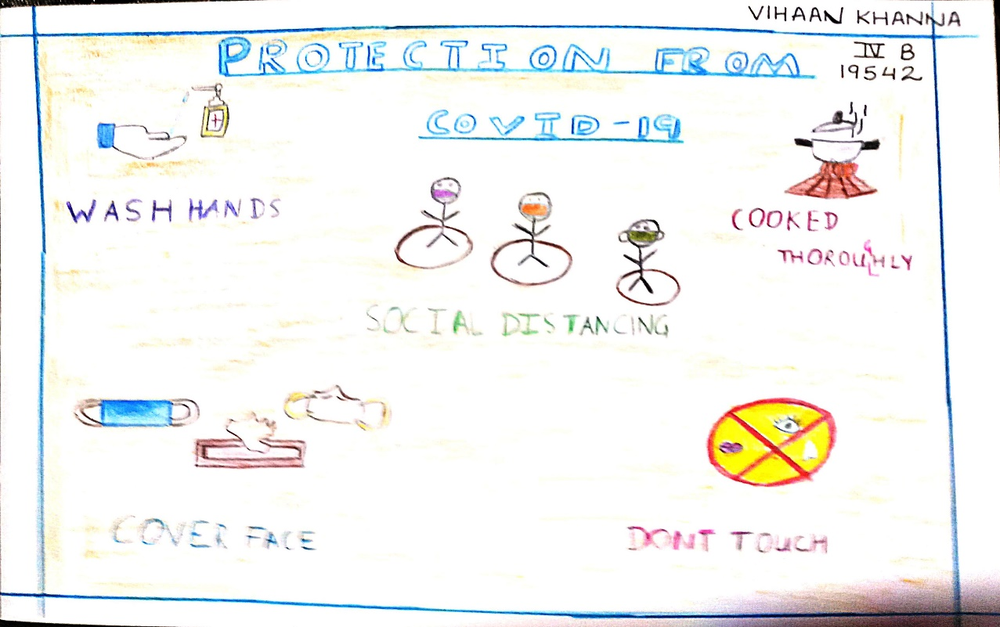 VIHAAN KHANNA
IV B
19542
PROTECTION FROM
COVID-19
WASH HANDS
COOKED
THOROUGHLY
SOCIAL DISTANCING
COVER FACE
DONT TOUCH